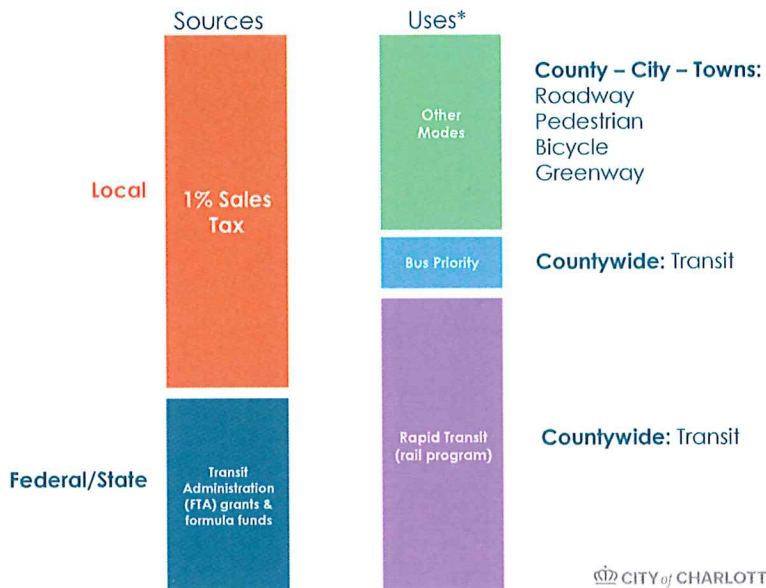 Sources
Uses*
Local
1% Sales
Tax
Federal/State
Transit
Administration
(FTA) grants &
formula funds
Other
Modes
County – City – Towns:
Roadway
Pedestrian
Bicycle
Greenway
Bus Priority
Countywide: Transit
Rapid Transit
(rail program)
Countywide: Transit
CITY of CHARLOTT